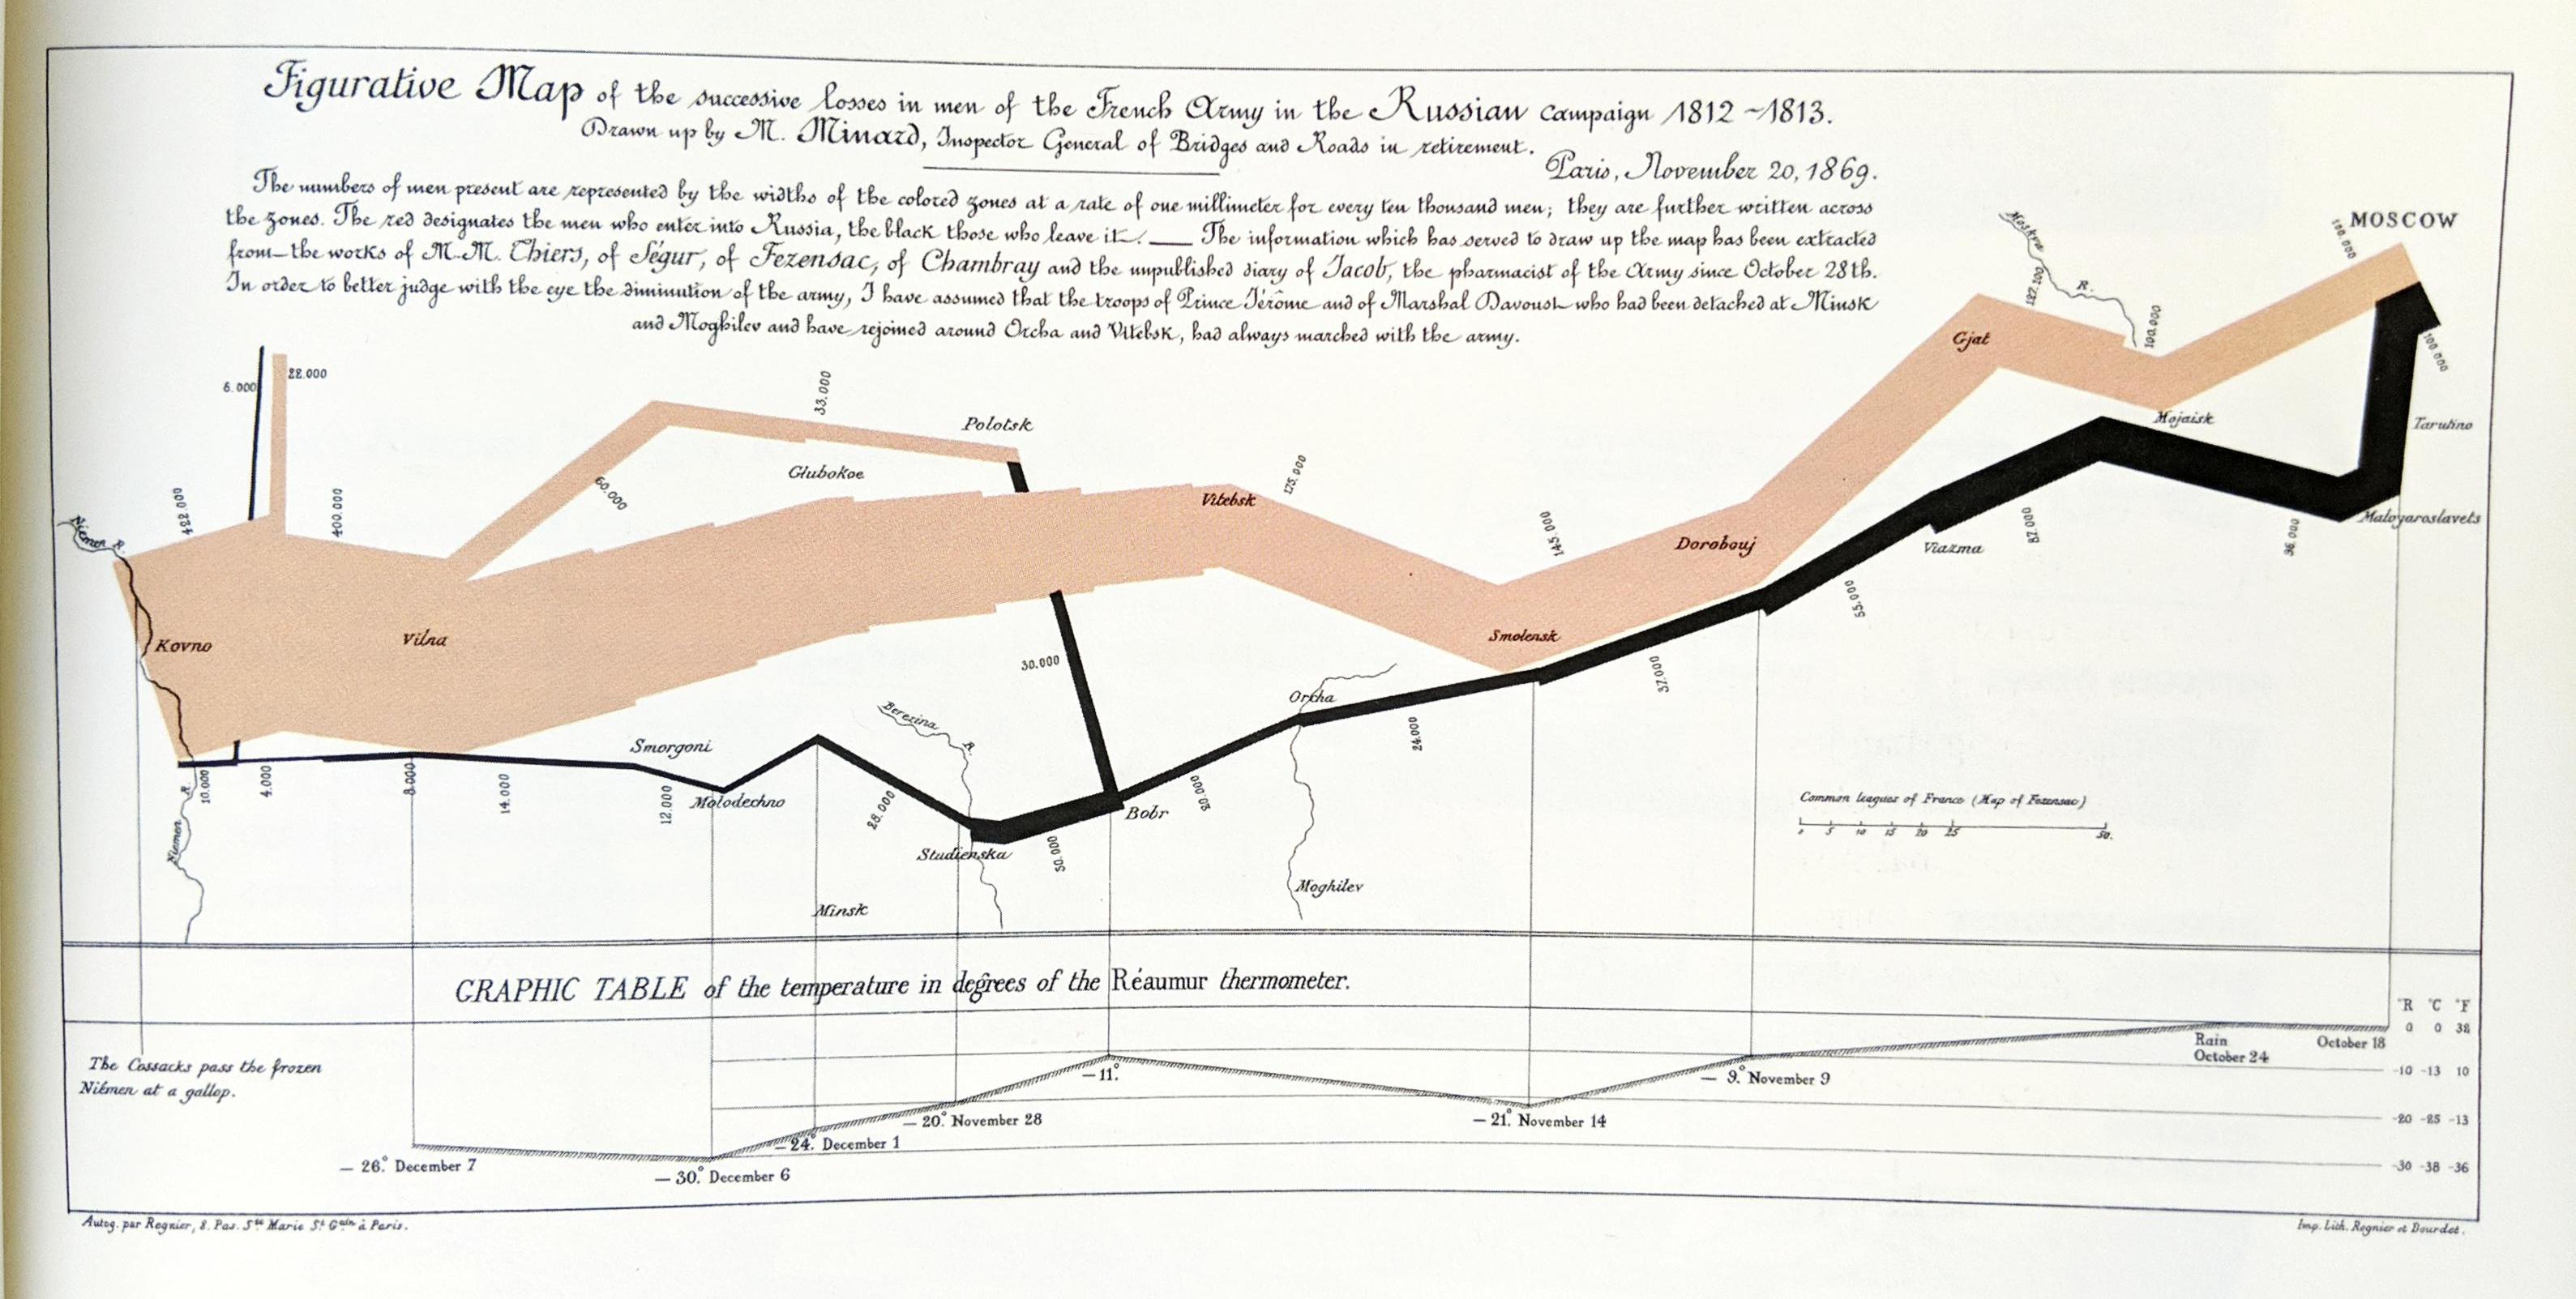 Figurative Map of the successive losses in men of the French Army in the Russian campaign 1812 ~ 1813.
Drawn up by M. Minard, Inspector General of Bridges and Roads in retirement.
Paris, November 20, 1869.
The numbers of men present are represented by the widths of the colored zones at a rate of one millimeter for every ten thousand men; they are further written across
the zones. The red designates the men who enter into Russia, the black those who leave it. — The information which has served to draw up the map has been extracted
from the works of M.M. Thiers, of Ségur, of Fezensac, of Chambray and the unpublished diary of Jacob, the pharmacist of the Army since October 28th.
In order to better judge with the eye the diminution of the army, I have assumed that the troops of Prince Jérôme and of Marshal Davoust who had been detached at Minsk
and Moghilev and have rejoined around Orcha and Vitebsk, had always marched with the army.
Moskva
R.
MOSCOW
100.000
127.100
100.000
Gjat
100.000
6.000
22.000
33.000
Polotsk
Mojaisk
Tarutino
Glubokoe
60.000
175.000
Vitebsk
422.000
400.000
Niemen R.
145.000
Dorobouj
Viazma
87.000
96.000
Maloyaroslavets
55.000
Kovno
Vilna
Smolensk
30.000
37.000
Orcha
Berezina
R.
24.000
Smorgoni
10.000
4.000
8.000
14.000
12.000
Molodechno
28.000
20.000
Bobr
Common leagues of France (Map of Fezensac)
0 5 10 15 20 25 50.
Studienska
50.000
Niemen R.
Moghilev
Minsk
GRAPHIC TABLE of the temperature in degrees of the Réaumur thermometer.
°R °C °F
0 0 32
Rain
October 24
October 18
The Cossacks pass the frozen
Niémen at a gallop.
-10 -13 10
— 11°.
— 9°. November 9
— 20°. November 28
— 21°. November 14
-20 -25 -13
— 24°. December 1
— 26°. December 7
— 30°. December 6
-30 -38 -36
Autog. par Regnier, 8. Pas. Ste Marie St Gain à Paris.
Imp. Lith. Regnier et Dourdet.